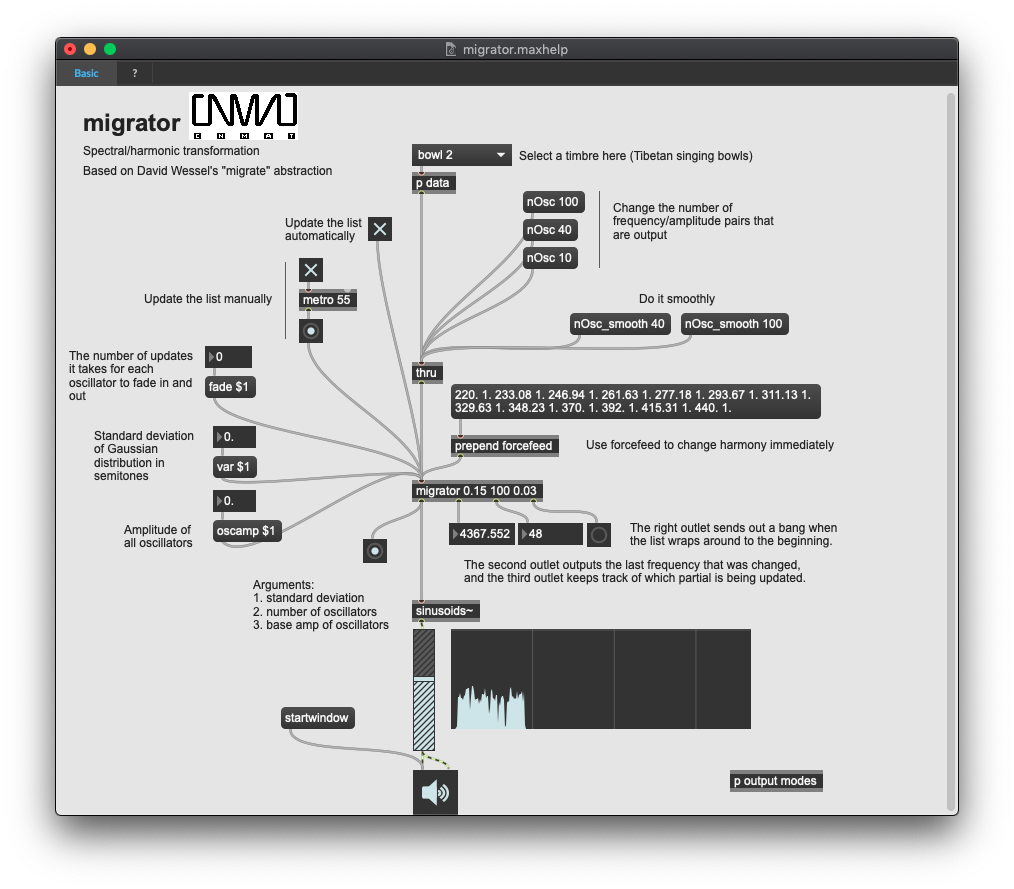 migrator.maxhelp
Basic
?
migrator
CNMAT
Spectral/harmonic transformation
Based on David Wessel's "migrate" abstraction
bowl 2
Select a timbre here (Tibetan singing bowls)
p data
nOsc 100
nOsc 40
nOsc 10
Change the number of
frequency/amplitude pairs that
are output
Update the list
automatically
Update the list manually
metro 55
Do it smoothly
nOsc_smooth 40
nOsc_smooth 100
The number of updates
it takes for each
oscillator to fade in and
out
0
fade $1
thru
220. 1. 233.08 1. 246.94 1. 261.63 1. 277.18 1. 293.67 1. 311.13 1.
329.63 1. 348.23 1. 370. 1. 392. 1. 415.31 1. 440. 1.
Standard deviation
of Gaussian
distribution in
semitones
0.
var $1
prepend forcefeed
Use forcefeed to change harmony immediately
migrator 0.15 100 0.03
Amplitude of
all oscillators
0.
oscamp $1
4367.552
48
The right outlet sends out a bang when
the list wraps around to the beginning.
The second outlet outputs the last frequency that was changed,
and the third outlet keeps track of which partial is being updated.
Arguments:
1. standard deviation
2. number of oscillators
3. base amp of oscillators
sinusoids~
startwindow
p output modes